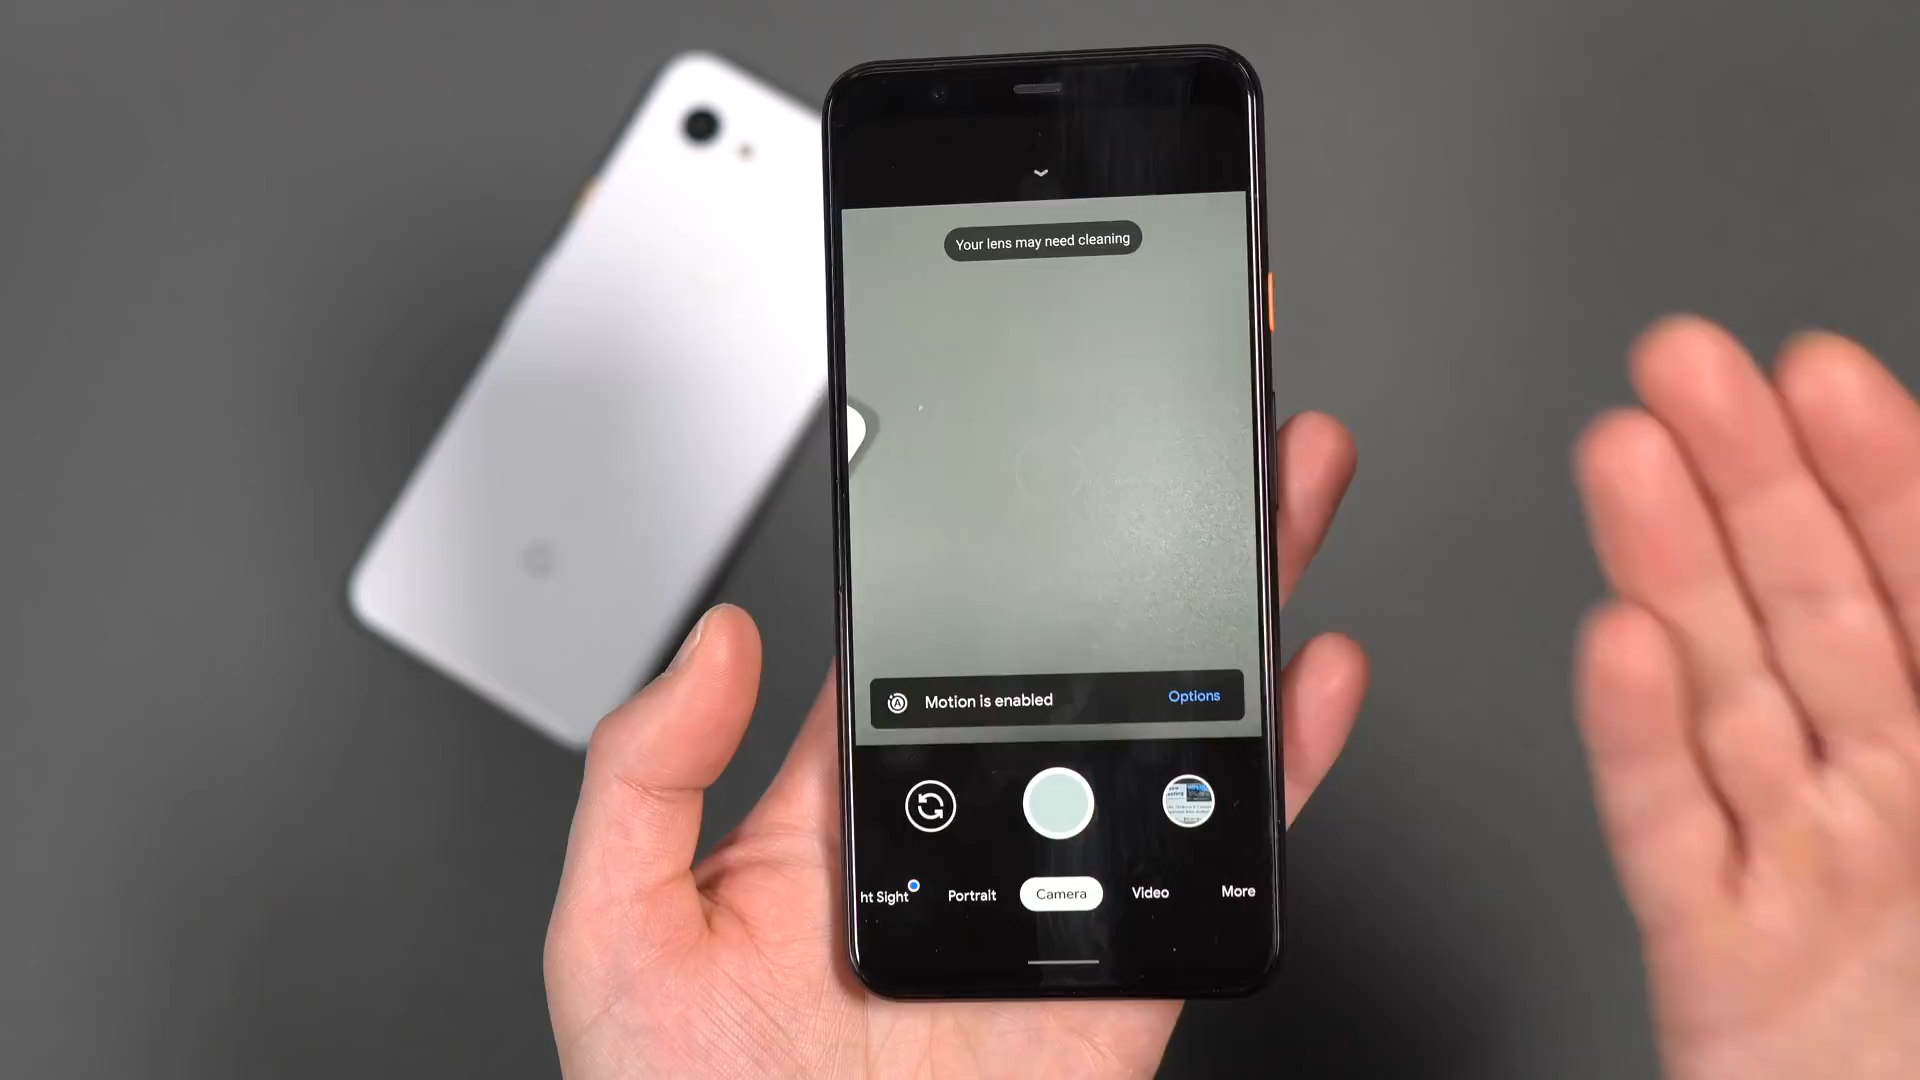 Your lens may need cleaning
Motion is enabled
Options
ht Sight
Portrait
Camera
Video
More